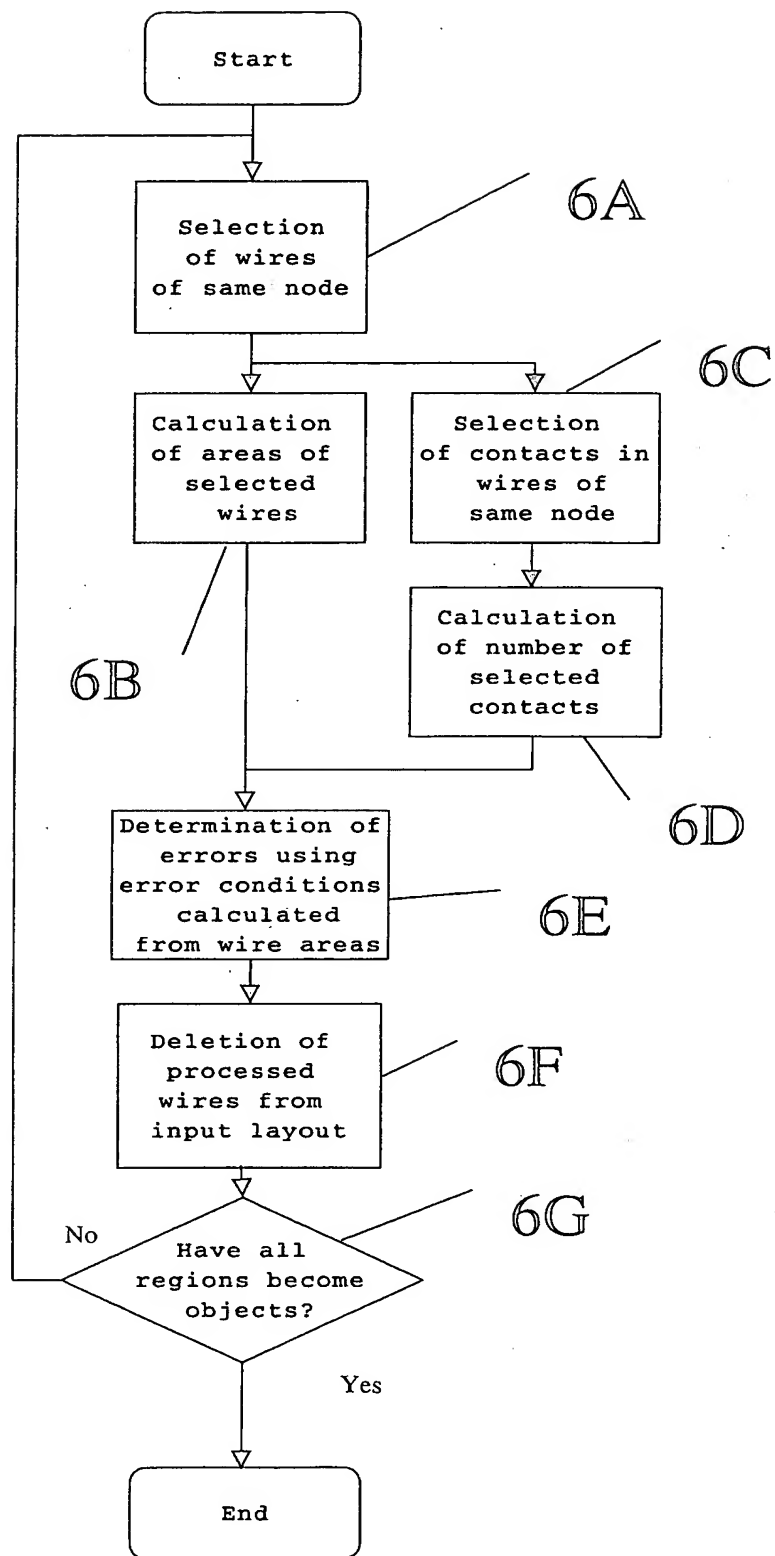 Start
Selection
of wires
of same node
6A
Calculation
of areas of
selected
wires
6B
Selection
of contacts in
wires of
same node
6C
Calculation
of number of
selected
contacts
6D
Determination of
errors using
error conditions
calculated
from wire areas
6E
Deletion of
processed
wires from
input layout
6F
Have all
regions become
objects?
6G
No
Yes
End